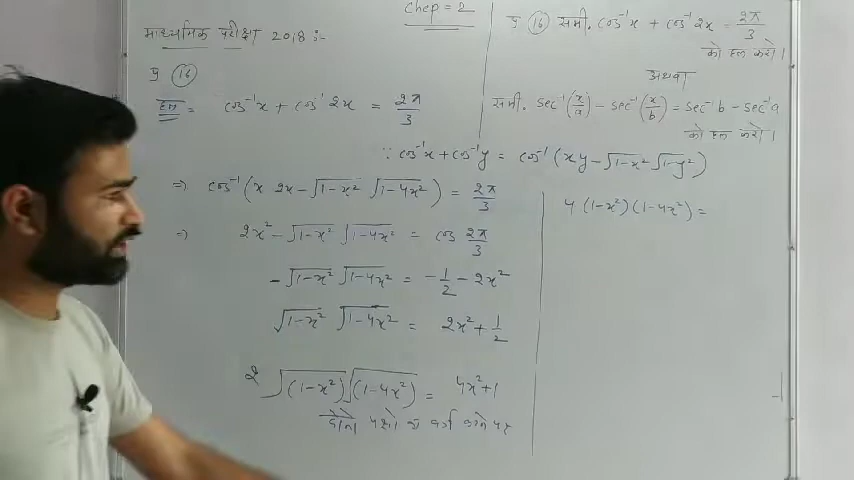 Chep = 2
माध्यमिक परीक्षा 2018 :-
प्र (16)
हल = cos⁻¹x + cos⁻¹ 2x = 2π/3
∵ cos⁻¹x + cos⁻¹y = cos⁻¹(xy - √1-x² √1-y²)
⇒ cos⁻¹(x 2x - √1-x² √1-4x²) = 2π/3
⇒ 2x² - √1-x² √1-4x² = cos 2π/3
- √1-x² √1-4x² = -1/2 - 2x²
√1-x² √1-4x² = 2x² + 1/2
2 √(1-x²) √(1-4x²) = 4x²+1
दोनो पक्षो का वर्ग करने पर
प्र (16) समी. cos⁻¹x + cos⁻¹ 2x = 2π/3
को हल करो।
अथवा
समी. sec⁻¹(x/a) - sec⁻¹(x/b) = sec⁻¹b - sec⁻¹a
को हल करो।
4 (1-x²)(1-4x²) =